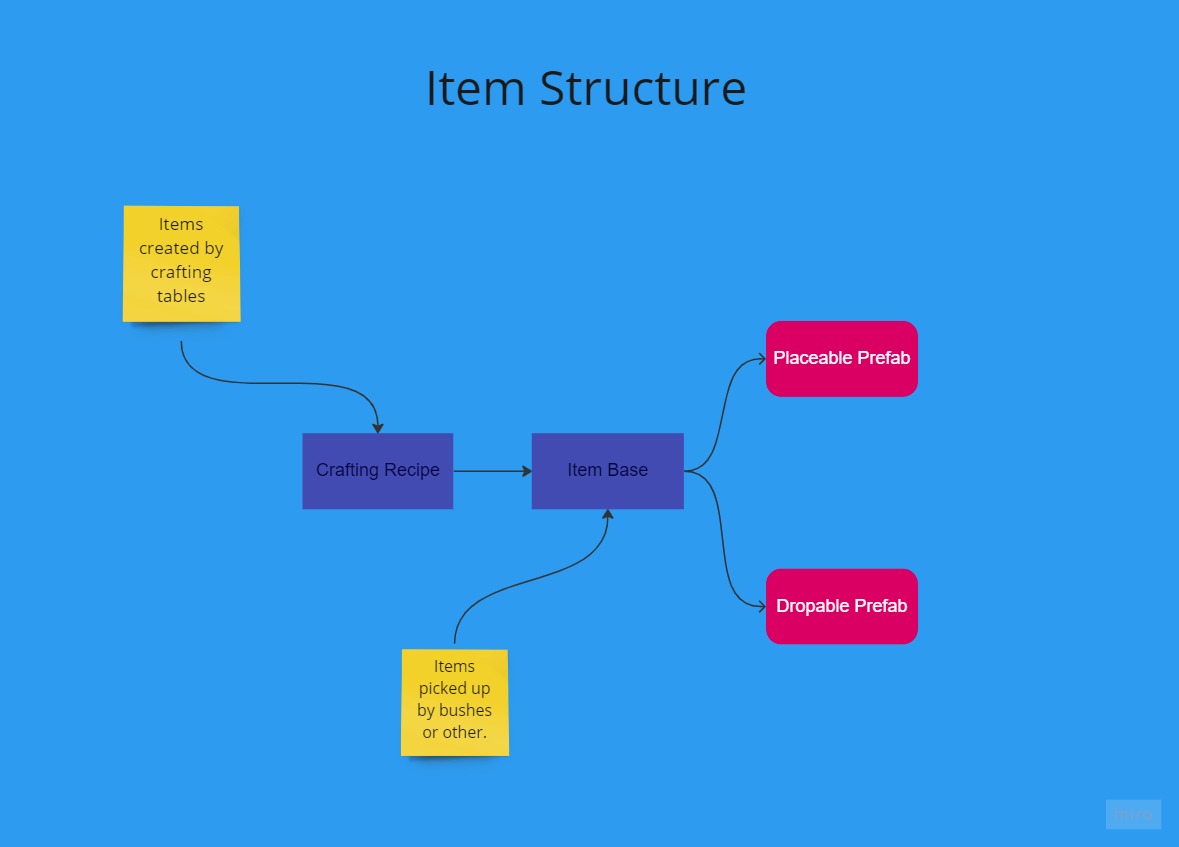 Item Structure
Items
created by
crafting
tables
Placeable Prefab
Crafting Recipe
Item Base
Dropable Prefab
Items
picked up
by bushes
or other.